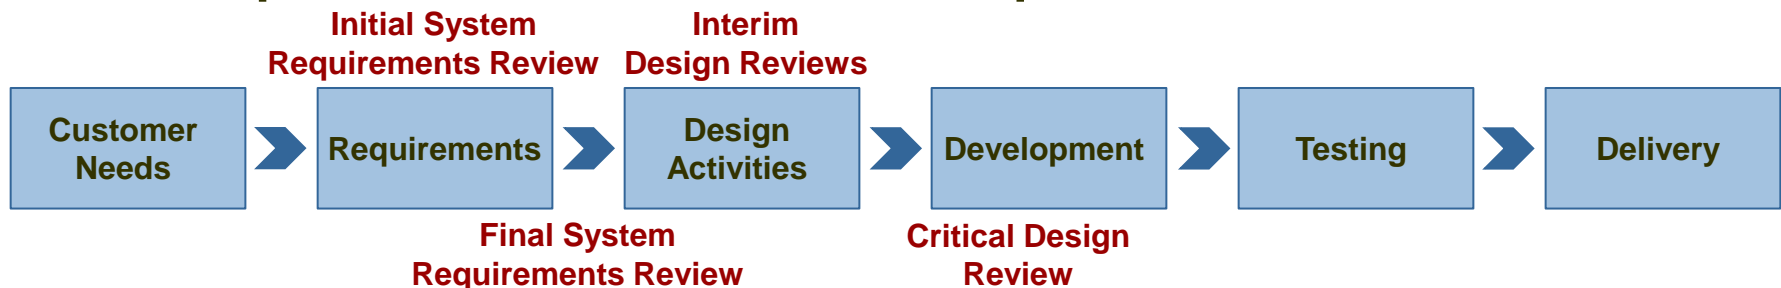 Initial System
Requirements Review
Interim
Design Reviews
Customer
Needs
Requirements
Design
Activities
Development
Testing
Delivery
Final System
Requirements Review
Critical Design
Review